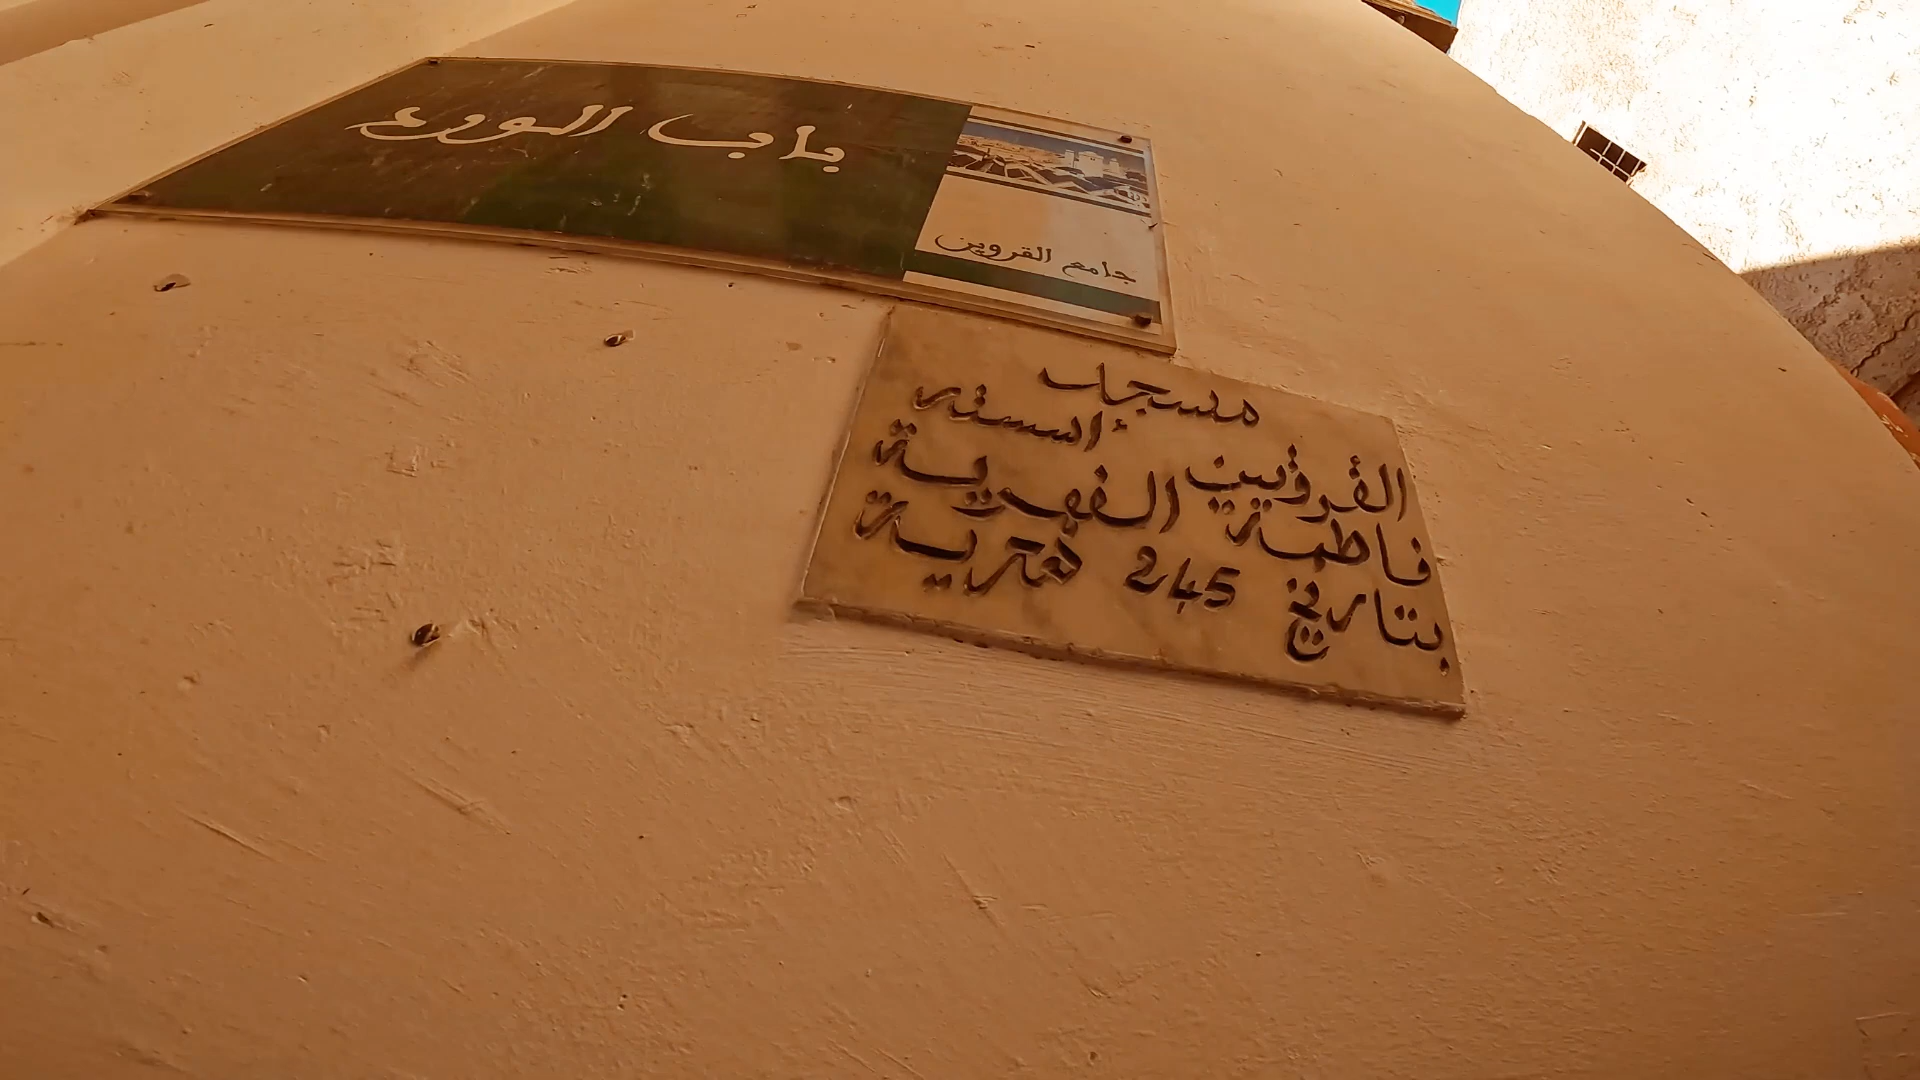 باب الورد
جامع القرويين
مسجد
القرويين أسسته
فاطمة الفهرية
بتاريخ 245 هجرية